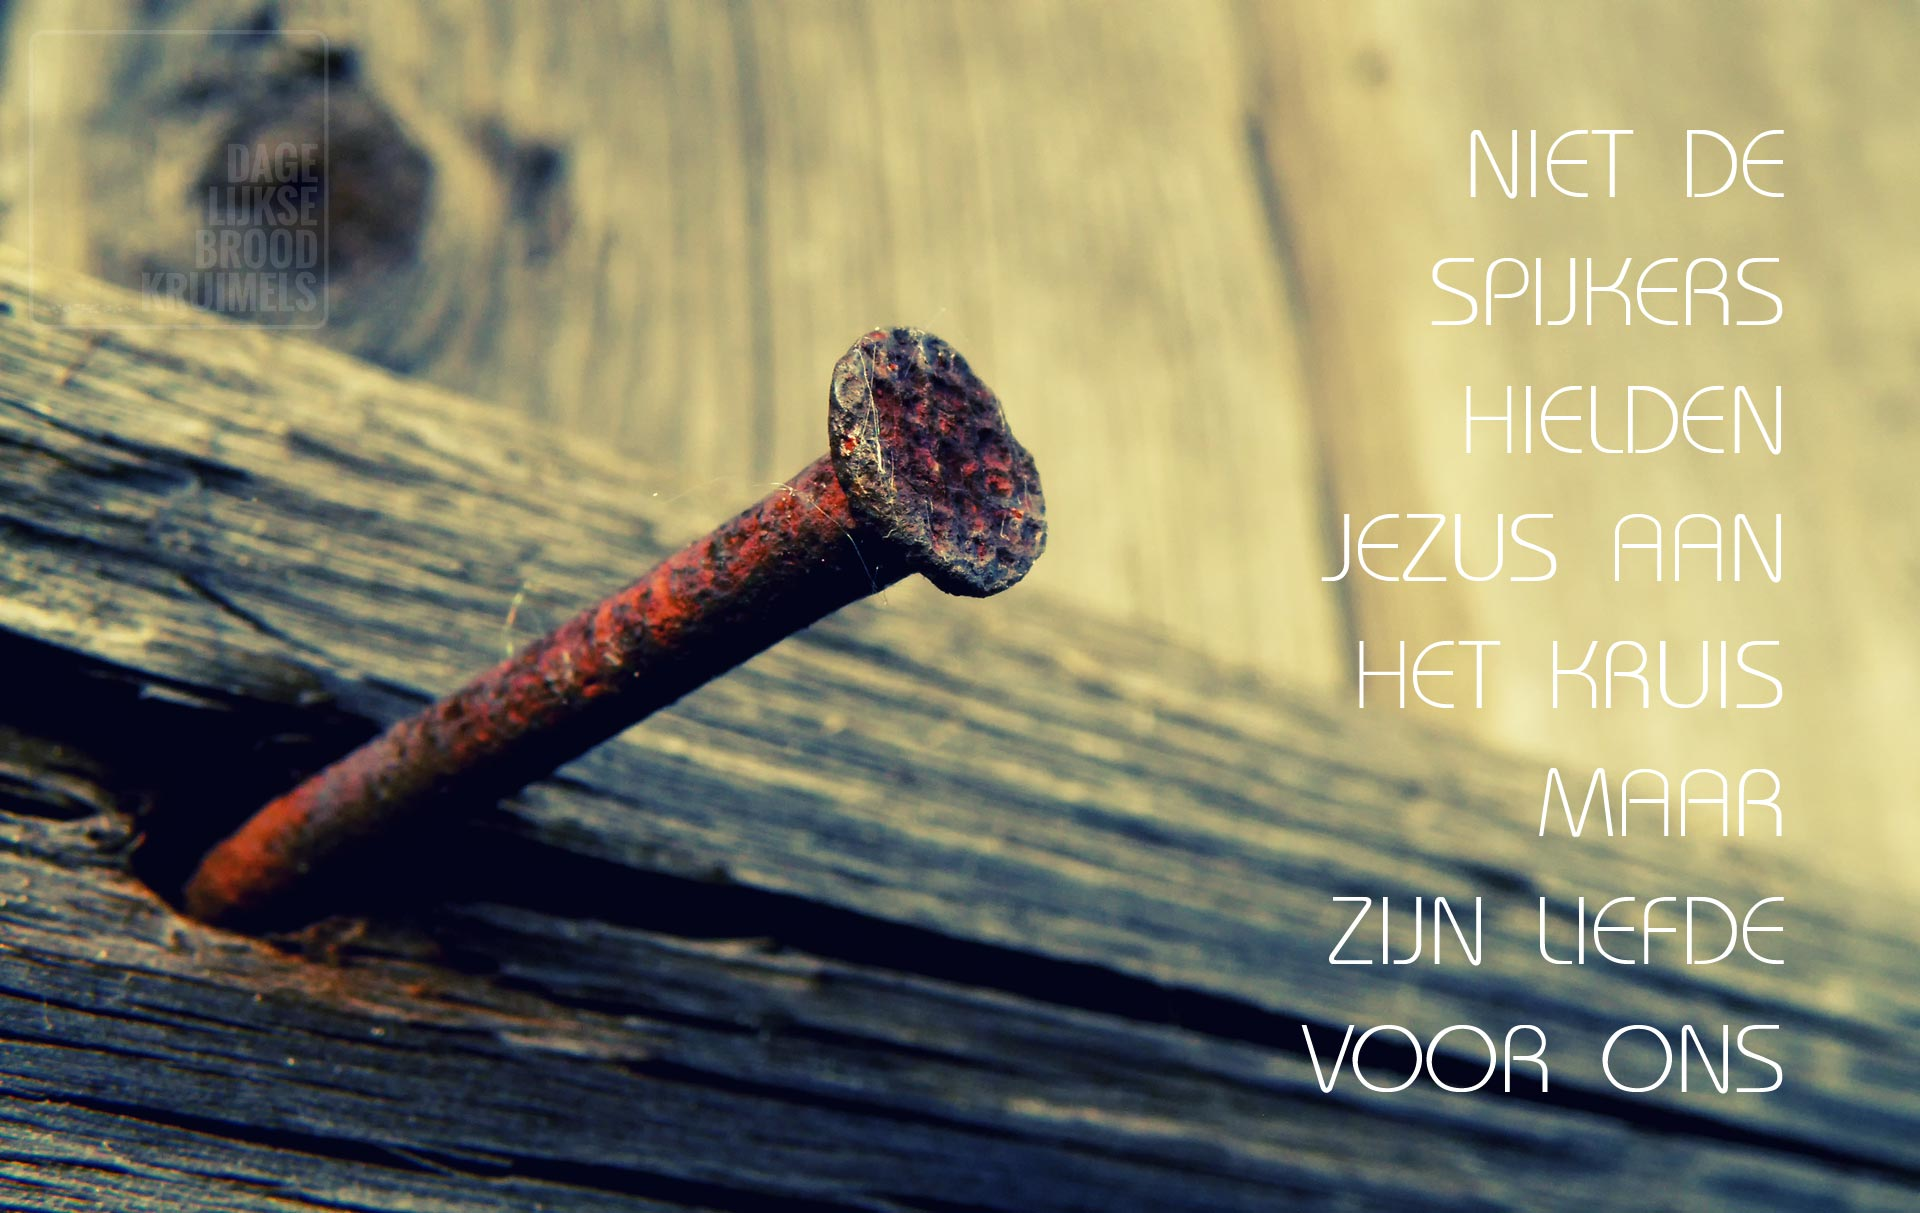 DAGE
LIJKSE
BROOD
KRUIMELS
NIET DE
SPIJKERS
HIELDEN
JEZUS AAN
HET KRUIS
MAAR
ZIJN LIEFDE
VOOR ONS